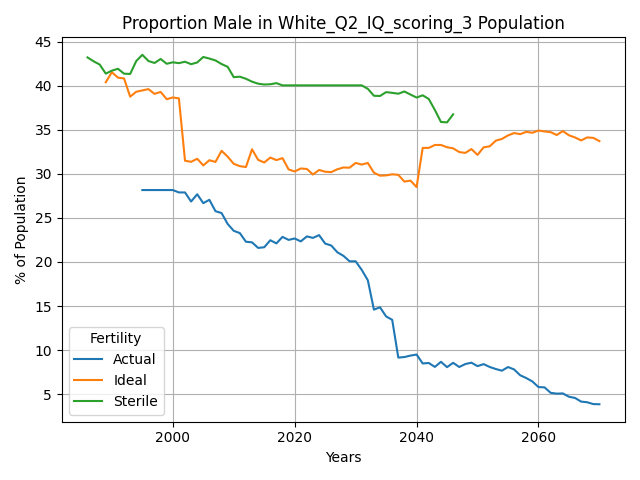 Proportion Male in White_Q2_IQ_scoring_3 Population
% of Population
45
40
35
30
25
20
15
10
5
Fertility
Actual
Ideal
Sterile
2000
2020
2040
2060
Years